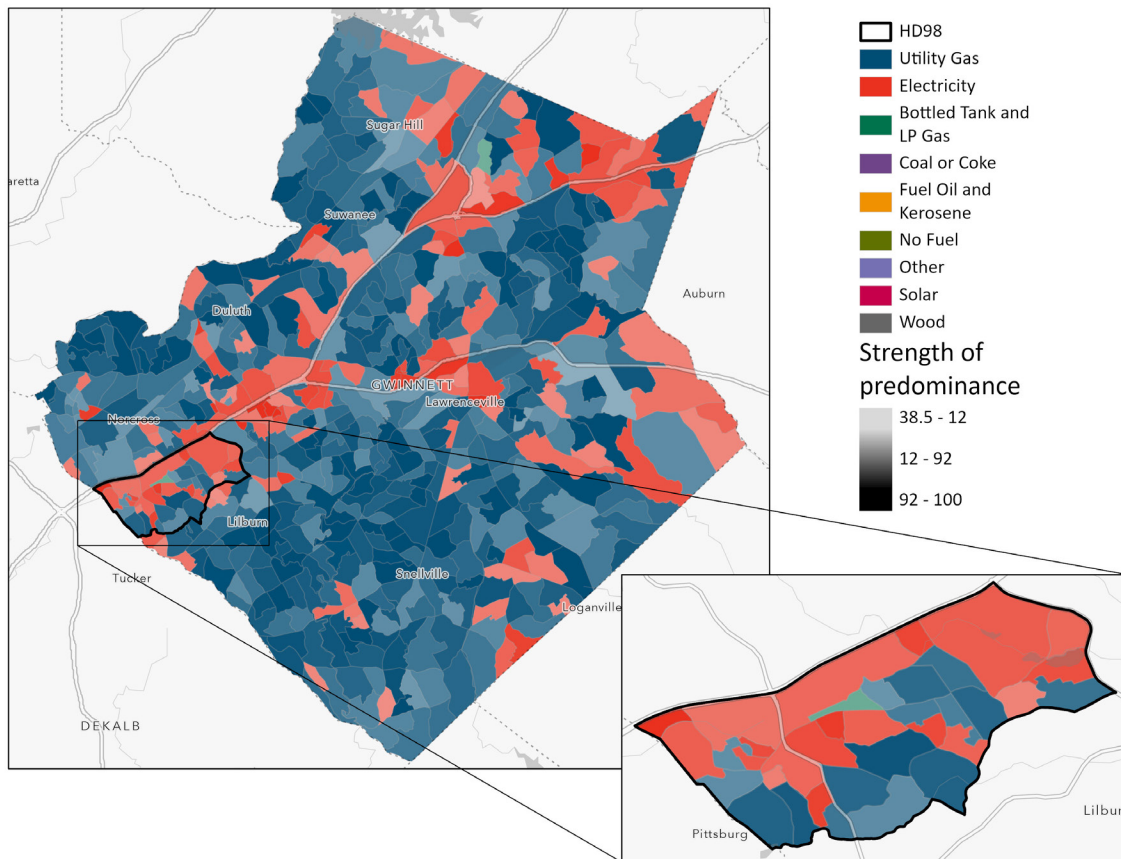 HD98
Utility Gas
Electricity
Bottled Tank and
LP Gas
Coal or Coke
Fuel Oil and
Kerosene
No Fuel
Other
Solar
Wood
Strength of
predominance
38.5 - 12
12 - 92
92 - 100
Sugar Hill
aretta
Suwanee
Auburn
Duluth
GWINNETT
Lawrenceville
Norcross
Lilburn
Tucker
Snellville
Loganville
DEKALB
Pittsburg
Lilbur